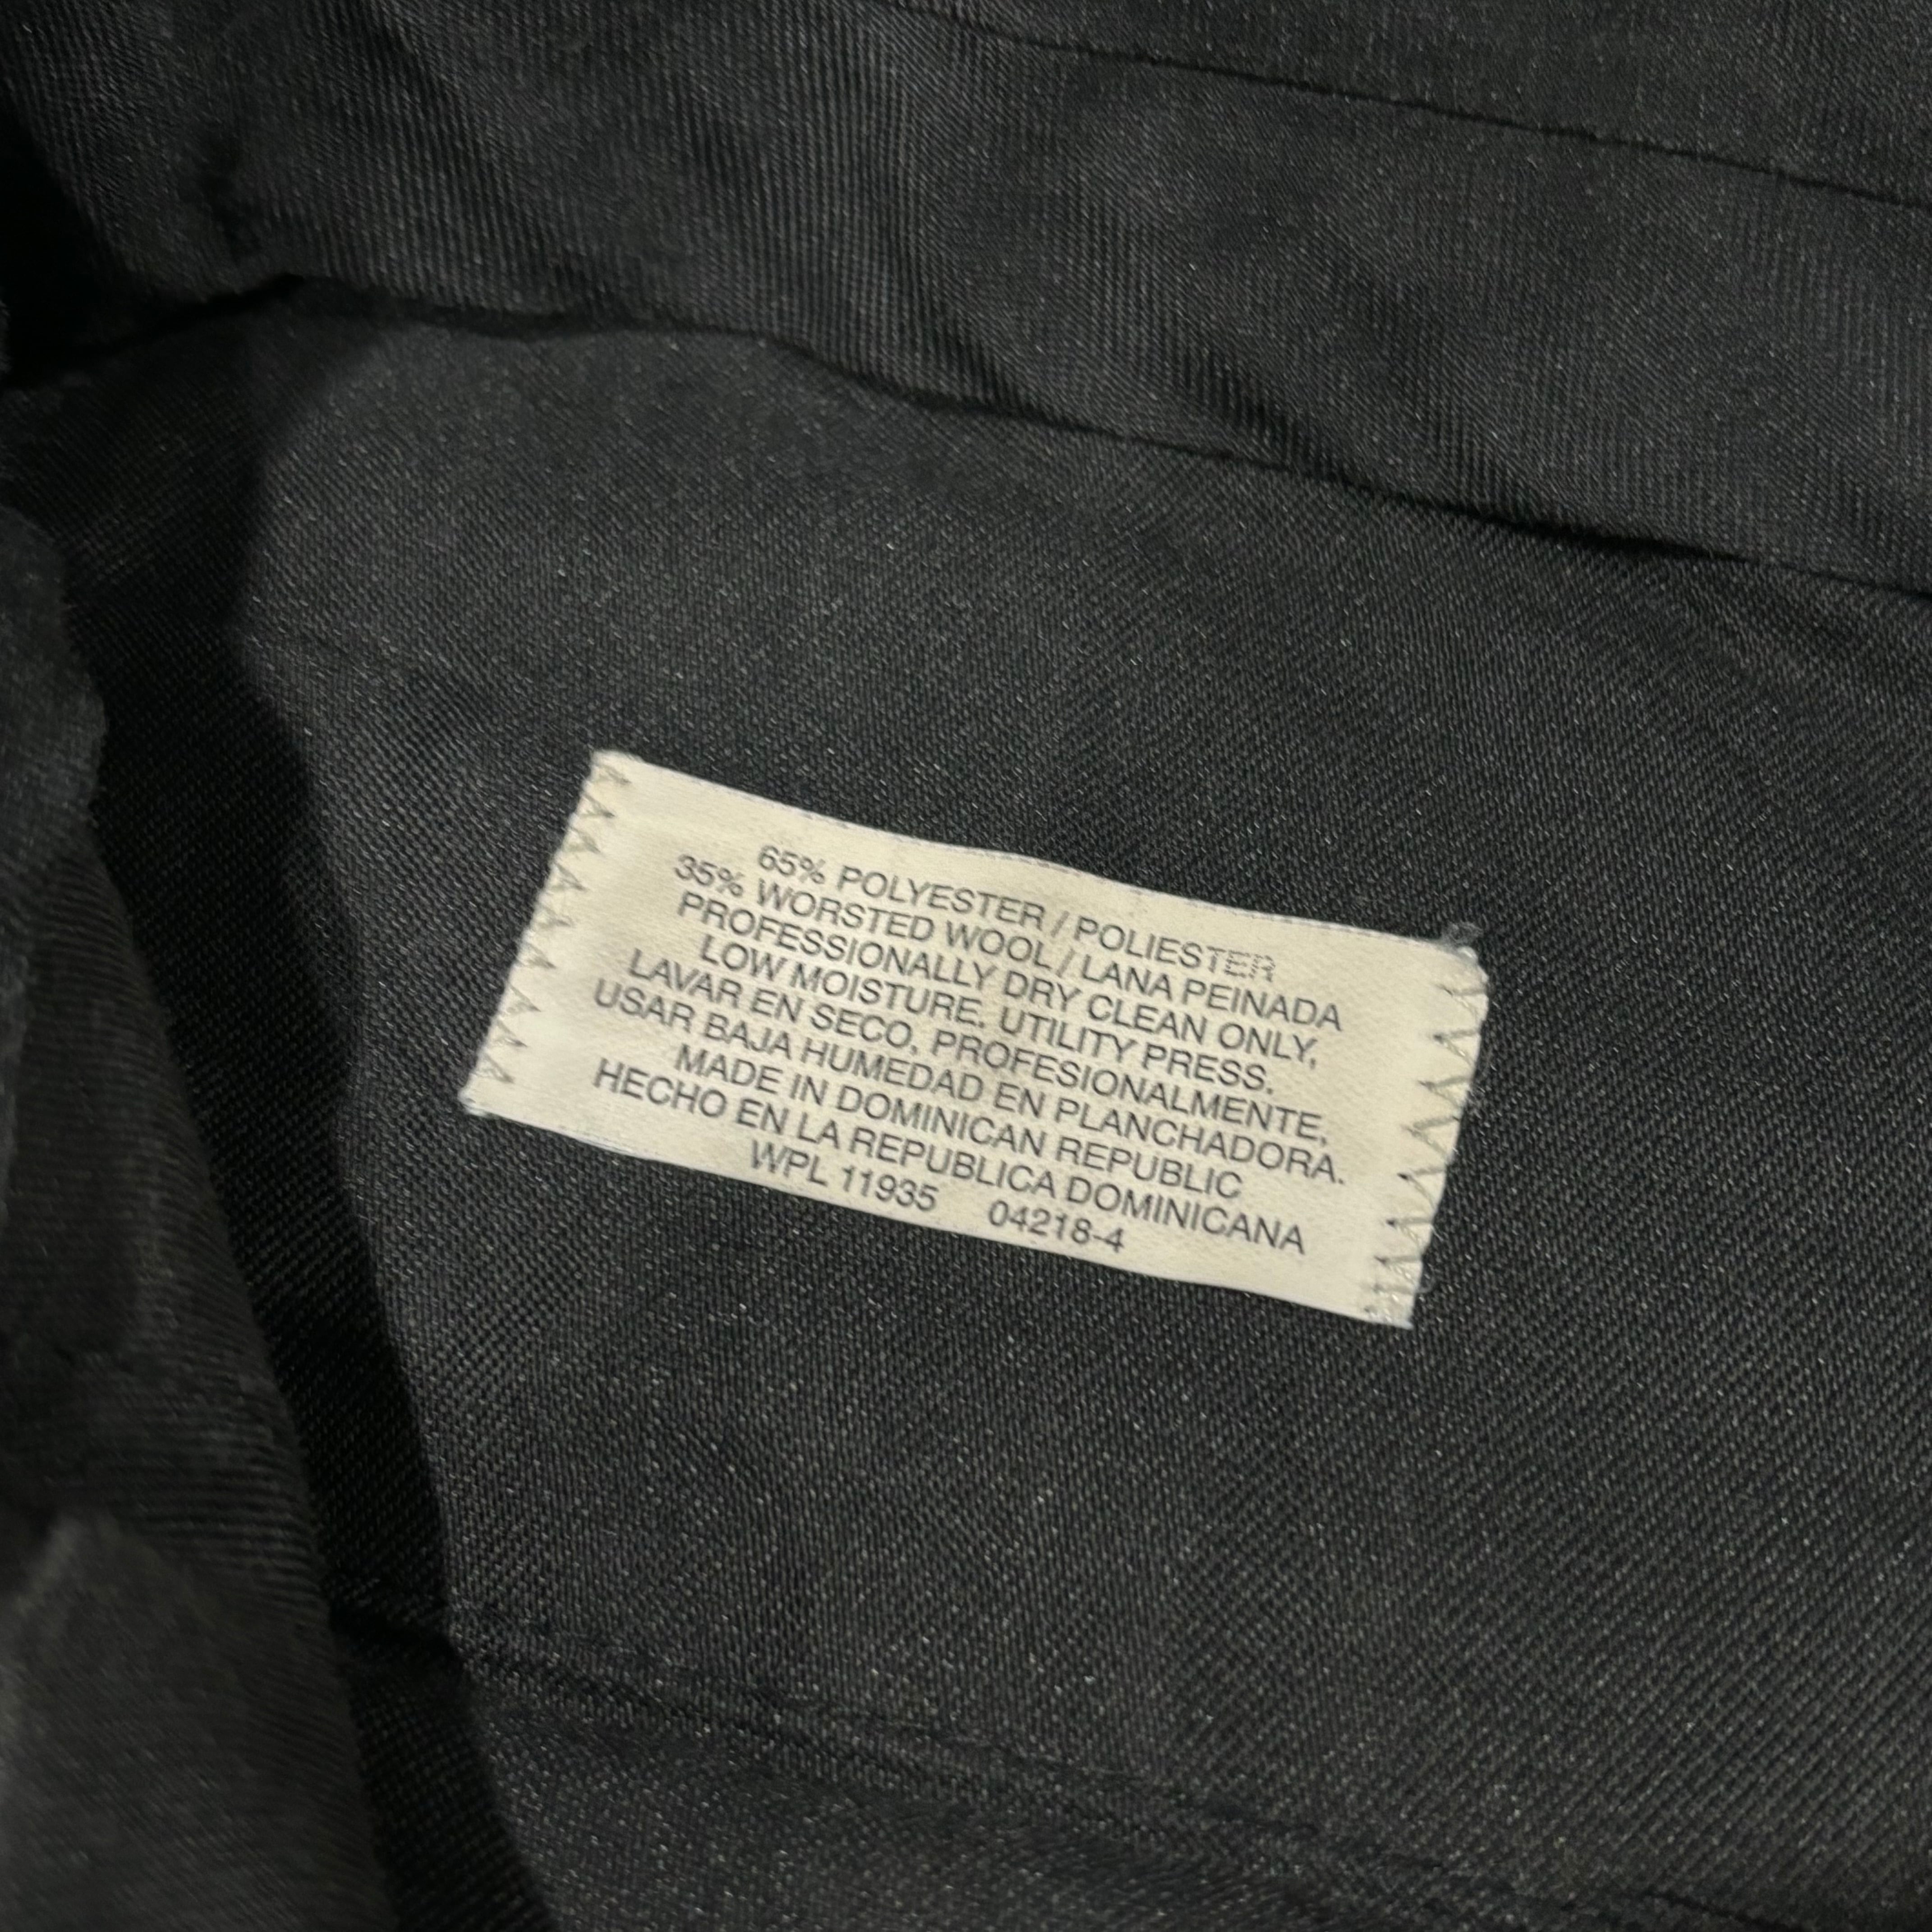 65% POLYESTER / POLIESTER
35% WORSTED WOOL / LANA PEINADA
PROFESSIONALLY DRY CLEAN ONLY,
LOW MOISTURE. UTILITY PRESS.
LAVAR EN SECO, PROFESIONALMENTE,
USAR BAJA HUMEDAD EN PLANCHADORA.
MADE IN DOMINICAN REPUBLIC
HECHO EN LA REPUBLICA DOMINICANA
WPL 11935 04218-4